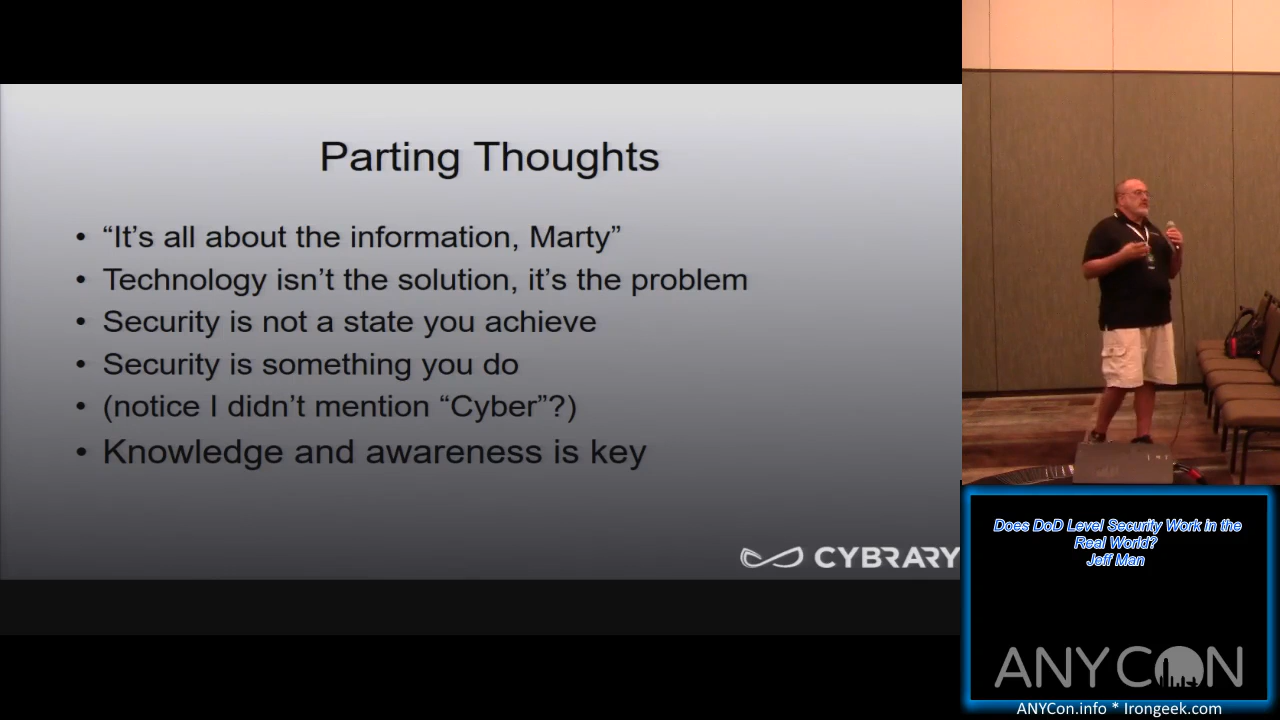 Parting Thoughts
• “It’s all about the information, Marty”
• Technology isn’t the solution, it’s the problem
• Security is not a state you achieve
• Security is something you do
• (notice I didn’t mention “Cyber”?)
• Knowledge and awareness is key
CYBRARY
Does DoD Level Security Work in the
Real World?
Jeff Man
ANYCON
ANYCon.info * Irongeek.com